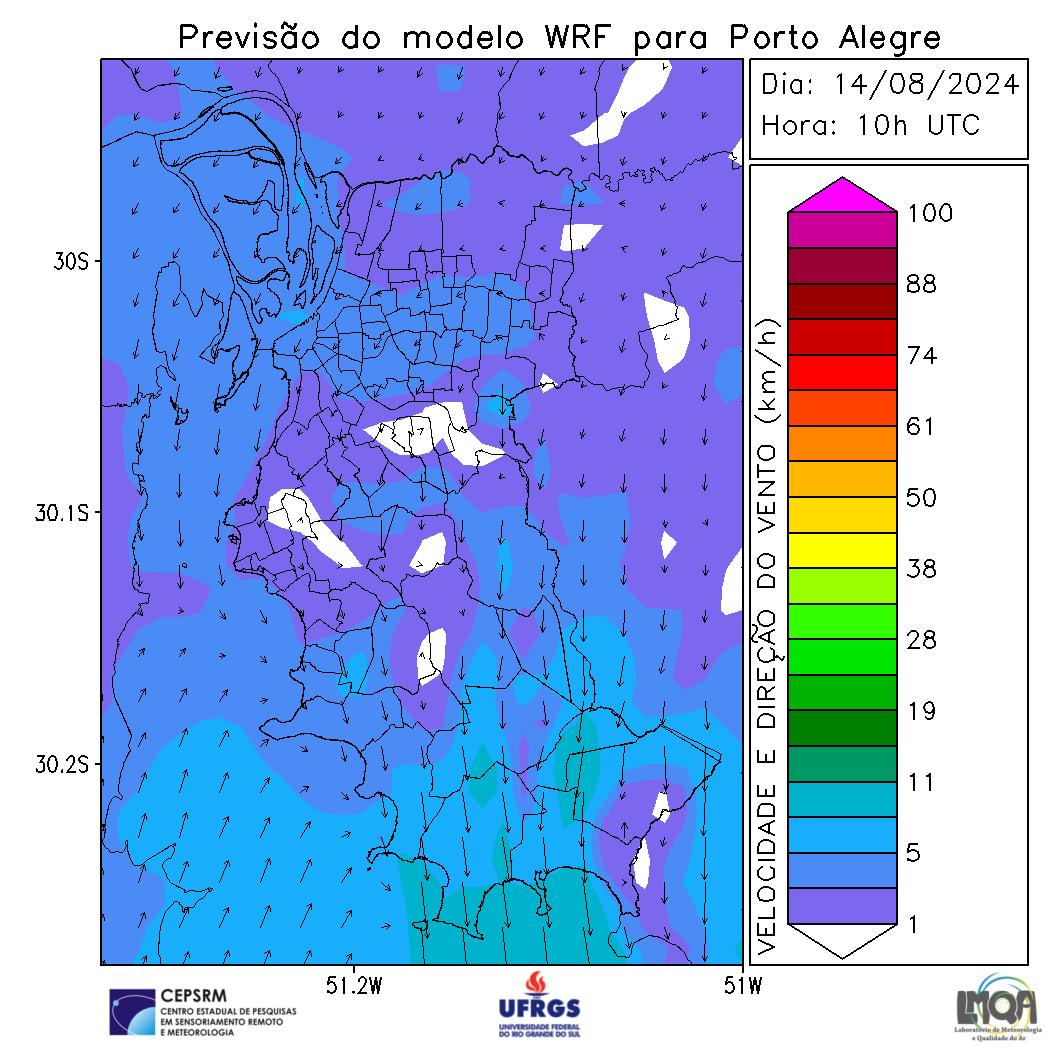 Previsão do modelo WRF para Porto Alegre
Dia: 14/08/2024
Hora: 10h UTC
30S
30.1S
30.2S
51.2W
51W
VELOCIDADE E DIREÇÃO DO VENTO (km/h)
100
88
74
61
50
38
28
19
11
5
1
CEPSRM
CENTRO ESTADUAL DE PESQUISAS
EM SENSORIAMENTO REMOTO
E METEOROLOGIA
UFRGS
UNIVERSIDADE FEDERAL
DO RIO GRANDE DO SUL
LMQA
Laboratório de Meteorologia
e Qualidade do Ar